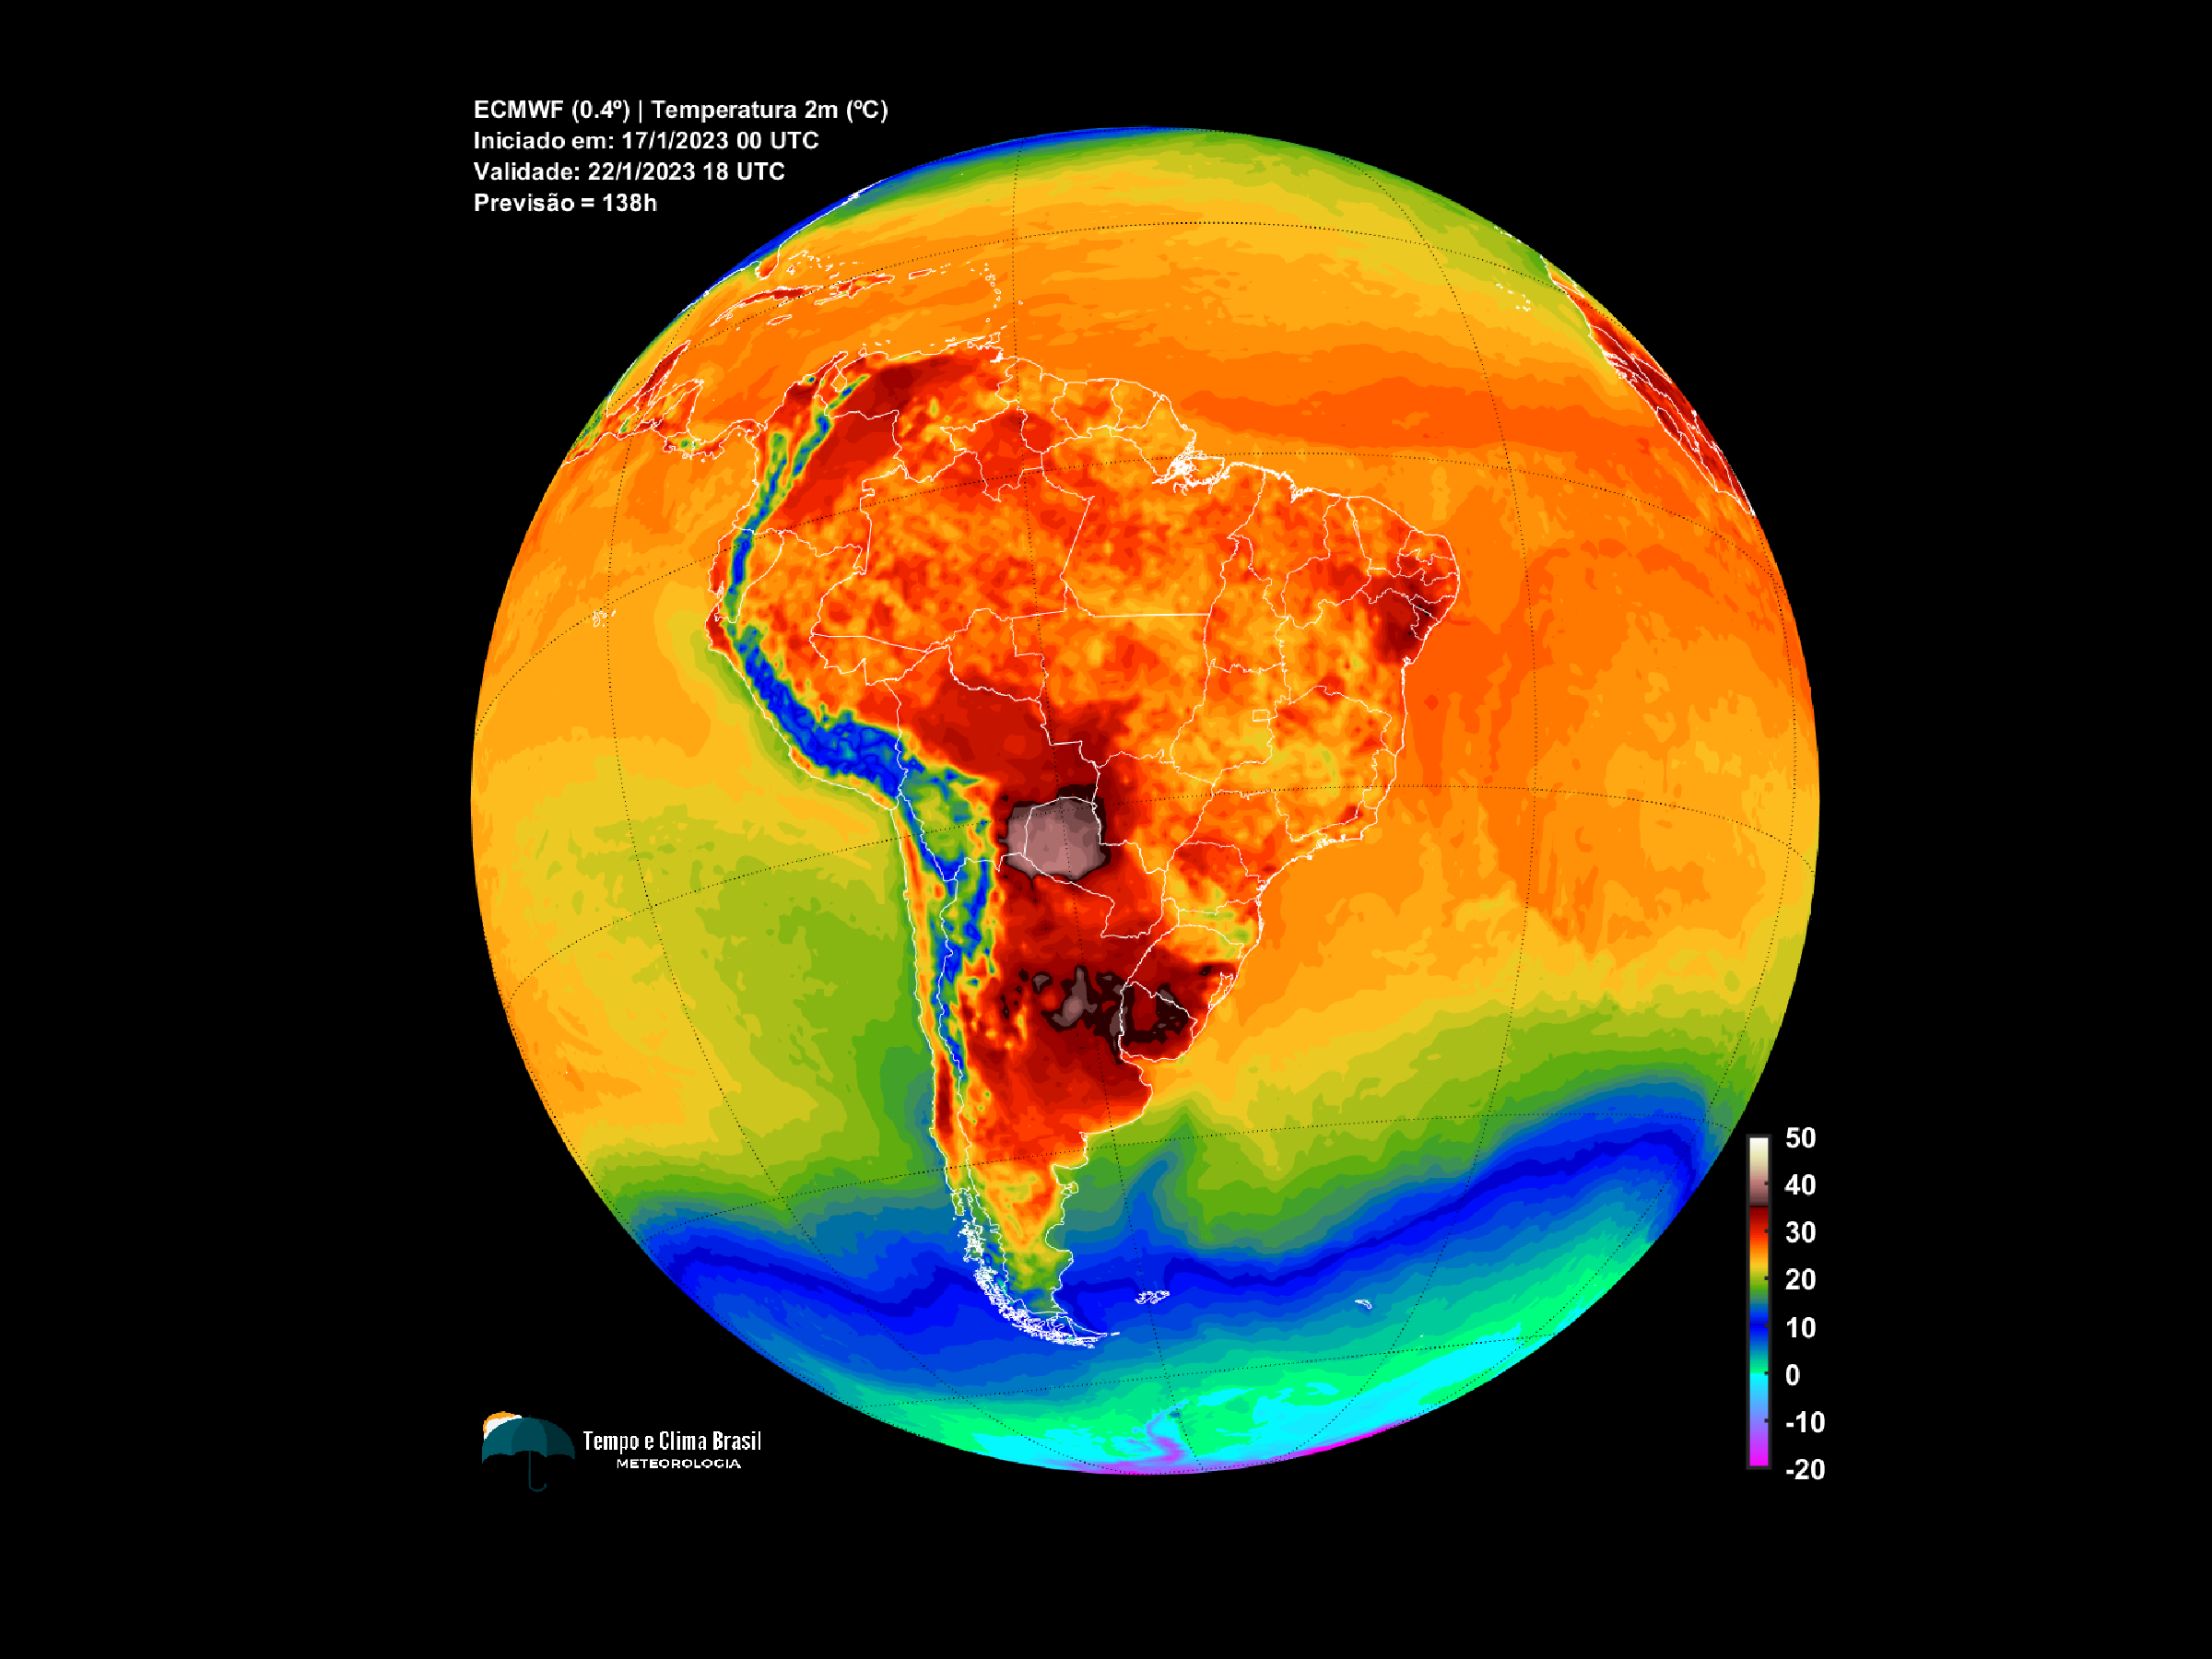 ECMWF (0.4º) | Temperatura 2m (ºC)
Iniciado em: 17/1/2023 00 UTC
Validade: 22/1/2023 18 UTC
Previsão = 138h
50
40
30
20
10
0
-10
-20
Tempo e Clima Brasil
METEOROLOGIA